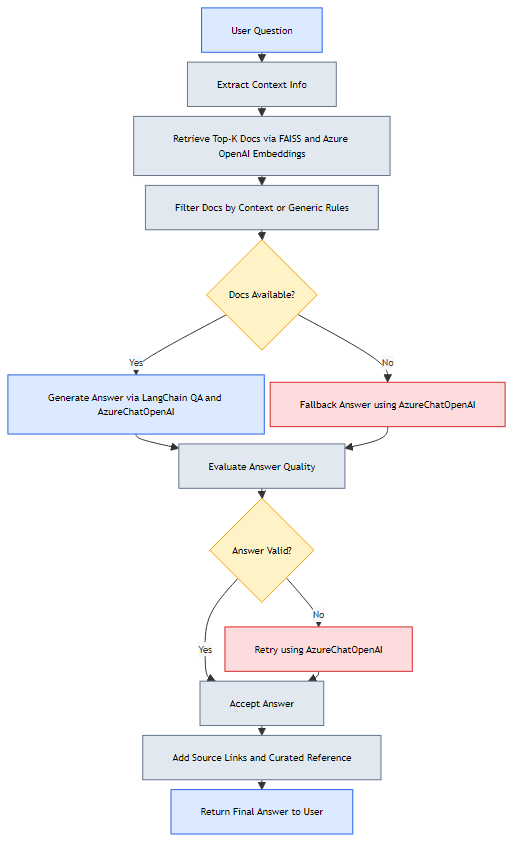 User Question
Extract Context Info
Retrieve Top-K Docs via FAISS and Azure
OpenAI Embeddings
Filter Docs by Context or Generic Rules
Docs Available?
Yes
No
Generate Answer via LangChain QA and
AzureChatOpenAI
Fallback Answer using AzureChatOpenAI
Evaluate Answer Quality
Answer Valid?
No
Yes
Retry using AzureChatOpenAI
Accept Answer
Add Source Links and Curated Reference
Return Final Answer to User